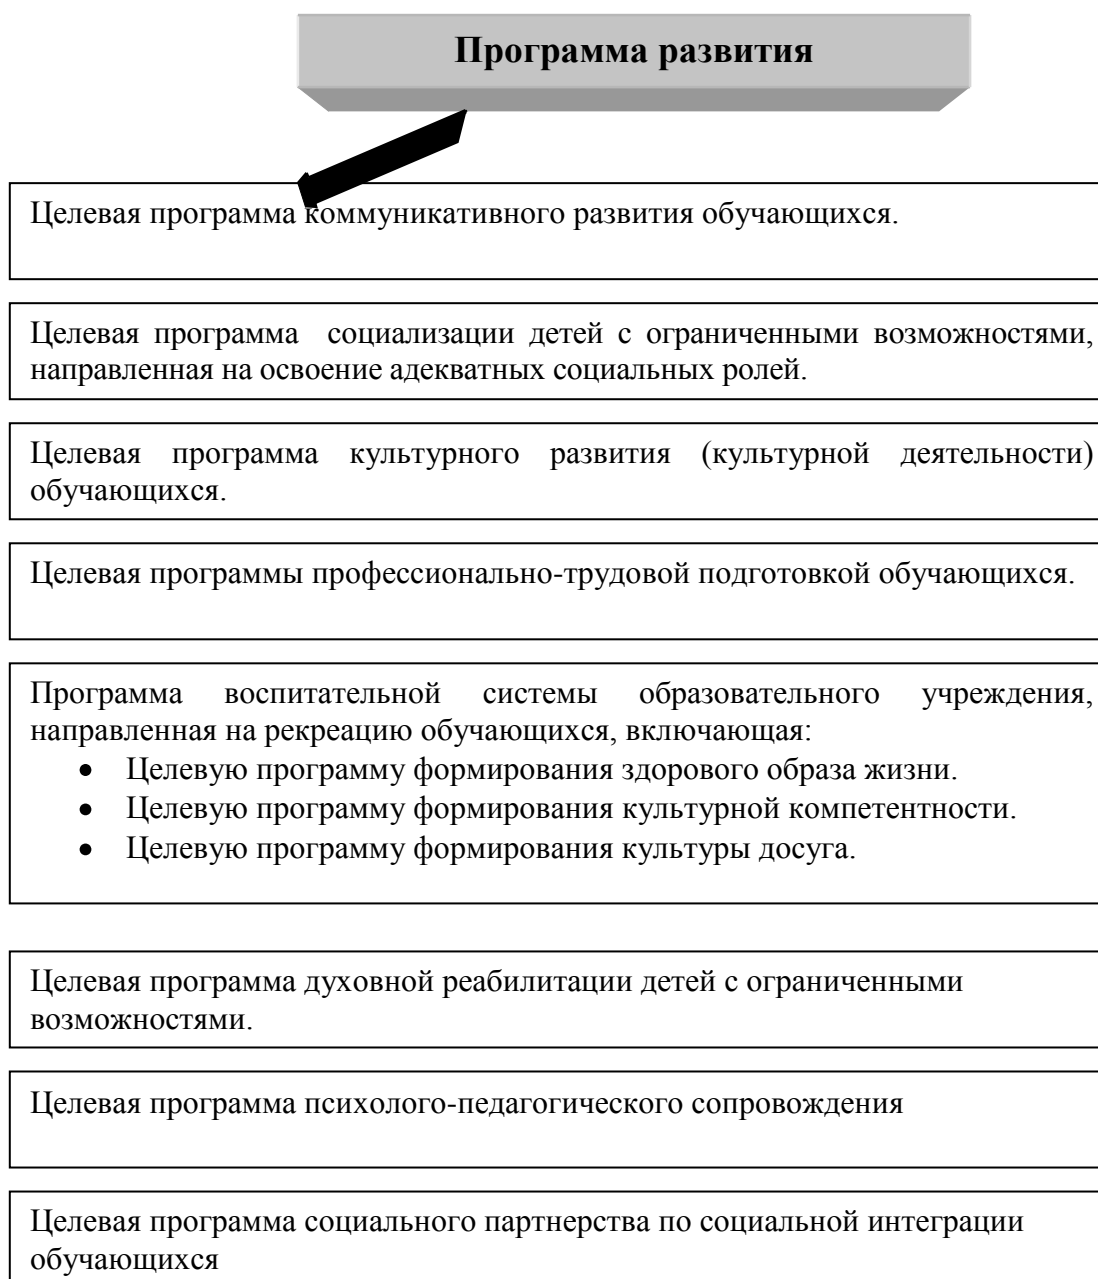 Программа развития
Целевая программа коммуникативного развития обучающихся.
Целевая программа социализации детей с ограниченными возможностями,
направленная на освоение адекватных социальных ролей.
Целевая программа культурного развития (культурной деятельности)
обучающихся.
Целевая программы профессионально-трудовой подготовкой обучающихся.
Программа воспитательной системы образовательного учреждения,
направленная на рекреацию обучающихся, включающая:
• Целевую программу формирования здорового образа жизни.
• Целевую программу формирования культурной компетентности.
• Целевую программу формирования культуры досуга.
Целевая программа духовной реабилитации детей с ограниченными
возможностями.
Целевая программа психолого-педагогического сопровождения
Целевая программа социального партнерства по социальной интеграции
обучающихся